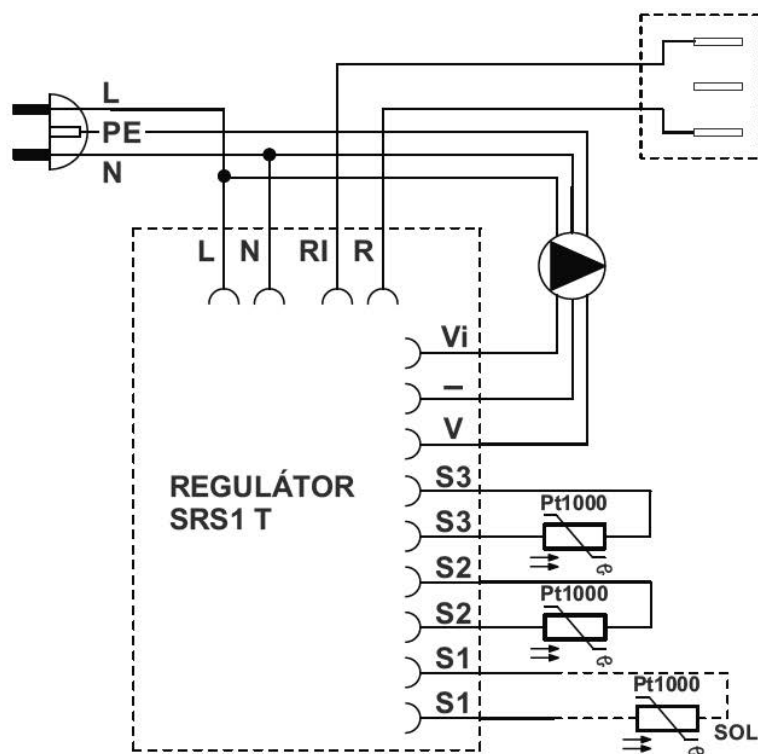 L
PE
N
L N RI R
Vi
–
V
REGULÁTOR
SRS1 T
S3
Pt1000
S3
S2
Pt1000
S2
S1
Pt1000
S1
SOL